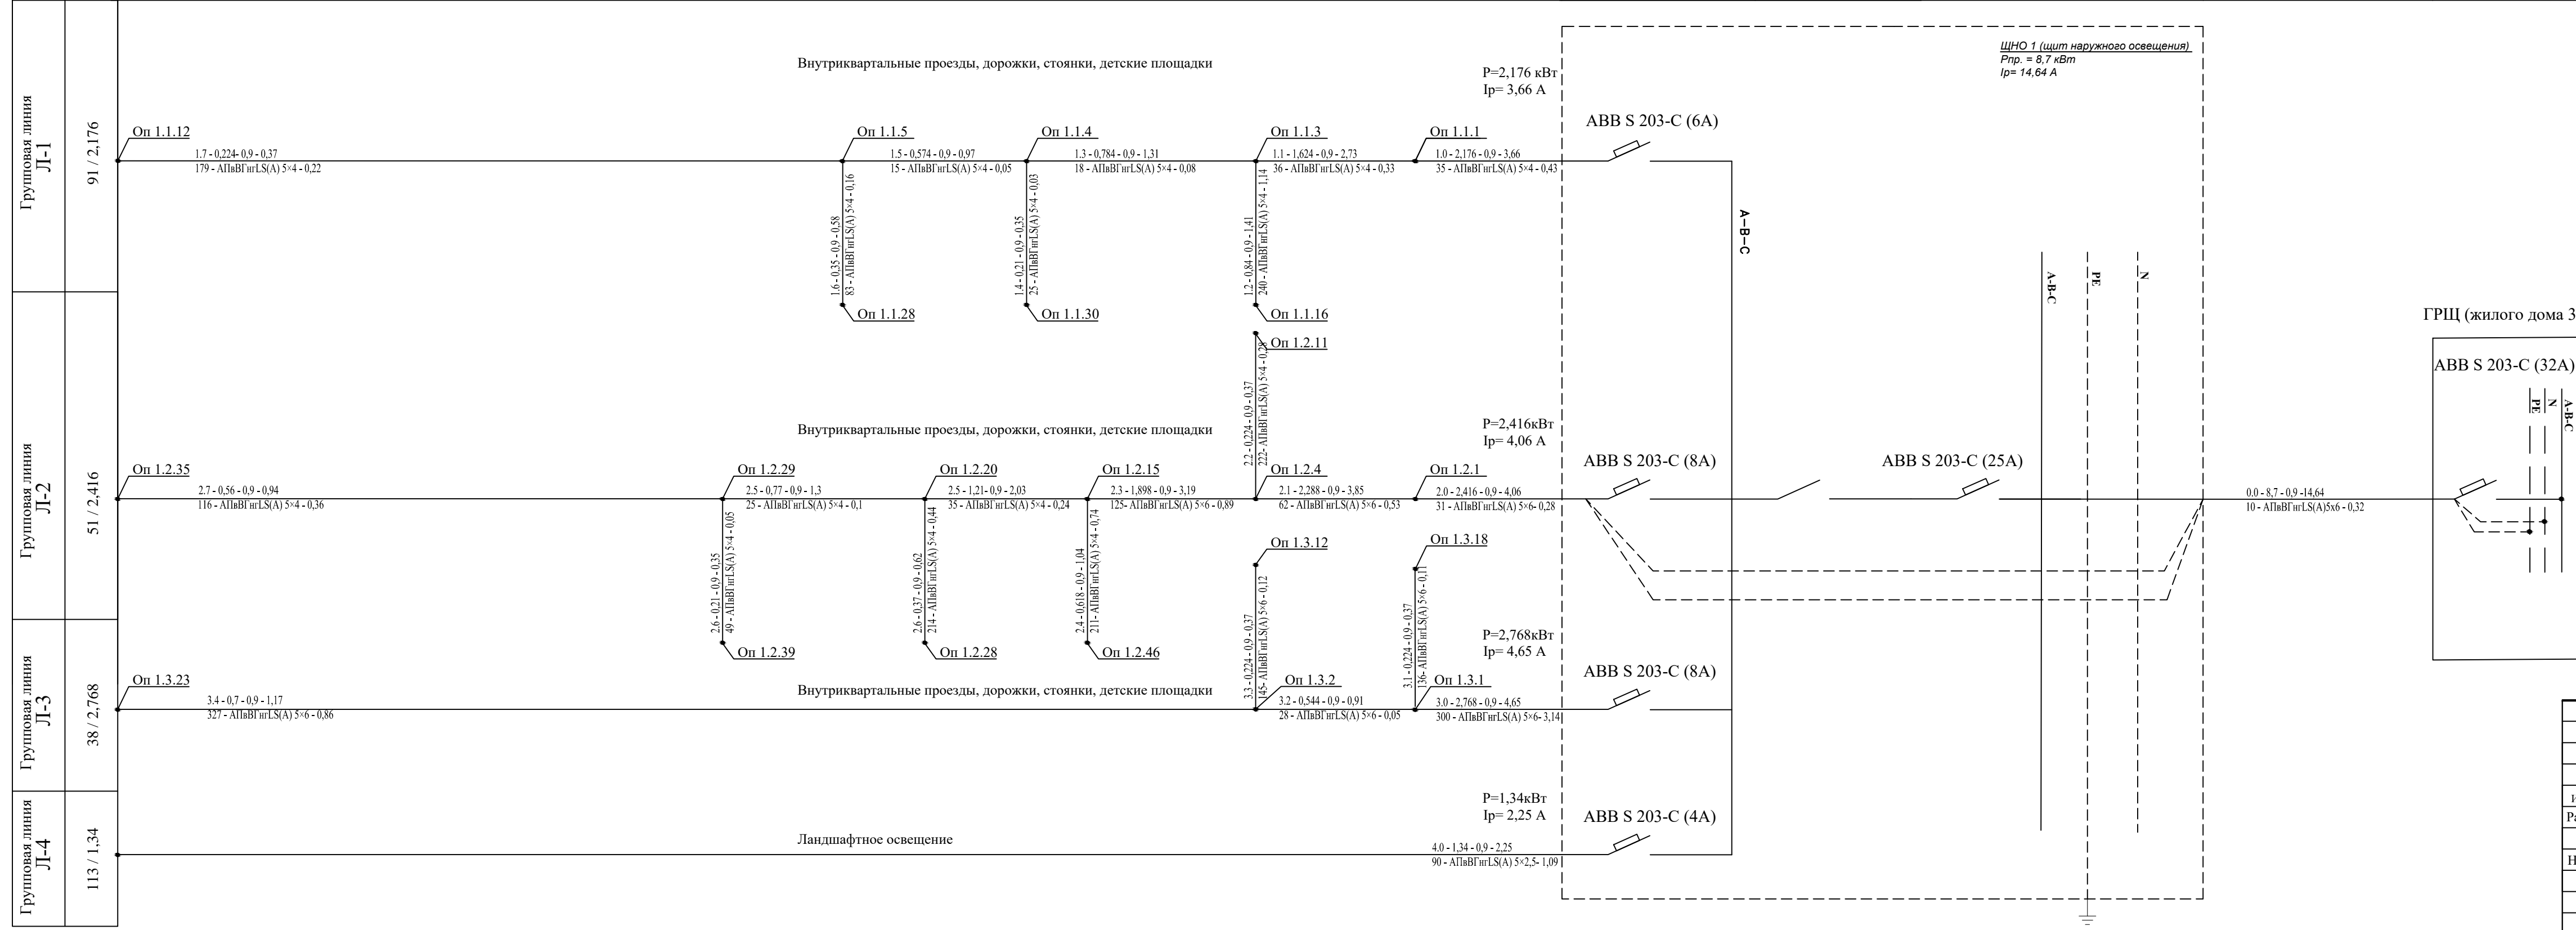 Групповая линия
Л-1
91 / 2,176
Групповая линия
Л-2
51 / 2,416
Групповая линия
Л-3
38 / 2,768
Групповая линия
Л-4
113 / 1,34
Внутриквартальные проезды, дорожки, стоянки, детские площадки
Р=2,176 кВт
Iр= 3,66 А
Оп 1.1.12
Оп 1.1.5
Оп 1.1.4
Оп 1.1.3
Оп 1.1.1
АВВ S 203-C (6А)
1.7 - 0,224- 0,9 - 0,37
179 - АПвВГнгLS(А) 5×4 - 0,22
1.5 - 0,574 - 0,9 - 0,97
15 - АПвВГнгLS(А) 5×4 - 0,05
1.3 - 0,784 - 0,9 - 1,31
18 - АПвВГнгLS(А) 5×4 - 0,08
1.1 - 1,624 - 0,9 - 2,73
36 - АПвВГнгLS(А) 5×4 - 0,33
1.0 - 2,176 - 0,9 - 3,66
35 - АПвВГнгLS(А) 5×4 - 0,43
1.6 - 0,35 - 0,9 - 0,58
83 - АПвВГнгLS(А) 5×4 - 0,16
1.4 - 0,21 - 0,9 - 0,35
25 - АПвВГнгLS(А) 5×4 - 0,03
1.2 - 0,84 - 0,9 - 1,41
240 - АПвВГнгLS(А) 5×4 - 1,14
Оп 1.1.28
Оп 1.1.30
Оп 1.1.16
Оп 1.2.11
2.2 - 0,224 - 0,9 - 0,37
222- АПвВГнгLS(А) 5×4 - 0,28
Внутриквартальные проезды, дорожки, стоянки, детские площадки
Р=2,416кВт
Iр= 4,06 А
Оп 1.2.35
Оп 1.2.29
Оп 1.2.20
Оп 1.2.15
Оп 1.2.4
Оп 1.2.1
АВВ S 203-C (8А)
АВВ S 203-C (25А)
2.7 - 0,56 - 0,9 - 0,94
116 - АПвВГнгLS(А) 5×4 - 0,36
2.5 - 0,77 - 0,9 - 1,3
25 - АПвВГнгLS(А) 5×4 - 0,1
2.5 - 1,21- 0,9 - 2,03
35 - АПвВГнгLS(А) 5×4 - 0,24
2.3 - 1,898 - 0,9 - 3,19
125- АПвВГнгLS(А) 5×6 - 0,89
2.1 - 2,288 - 0,9 - 3,85
62 - АПвВГнгLS(А) 5×6 - 0,53
2.0 - 2,416 - 0,9 - 4,06
31 - АПвВГнгLS(А) 5×6- 0,28
2.6 - 0,21 - 0,9 - 0,35
49 - АПвВГнгLS(А) 5×4 - 0,05
2.6 - 0,37 - 0,9 - 0,62
214 - АПвВГнгLS(А) 5×4 - 0,44
2.4 - 0,618 - 0,9 - 1,04
211- АПвВГнгLS(А) 5×4 - 0,74
Оп 1.2.39
Оп 1.2.28
Оп 1.2.46
Оп 1.3.12
Оп 1.3.18
3.3 - 0,224 - 0,9 - 0,37
145- АПвВГнгLS(А) 5×6 - 0,12
3.1 - 0,224 - 0,9 - 0,37
136- АПвВГнгLS(А) 5×6 - 0,11
Р=2,768кВт
Iр= 4,65 А
АВВ S 203-C (8А)
Оп 1.3.23
Внутриквартальные проезды, дорожки, стоянки, детские площадки
Оп 1.3.2
Оп 1.3.1
3.4 - 0,7 - 0,9 - 1,17
327 - АПвВГнгLS(А) 5×6 - 0,86
3.2 - 0,544 - 0,9 - 0,91
28 - АПвВГнгLS(А) 5×6 - 0,05
3.0 - 2,768 - 0,9 - 4,65
300 - АПвВГнгLS(А) 5×6- 3,14
Р=1,34кВт
Iр= 2,25 А
АВВ S 203-C (4А)
Ландшафтное освещение
4.0 - 1,34 - 0,9 - 2,25
90 - АПвВГнгLS(А) 5×2,5- 1,09
ЩНО 1 (щит наружного освещения)
Рпр. = 8,7 кВт
Iр= 14,64 А
А-В-С
А-В-С
РЕ
N
0.0 - 8,7 - 0,9 -14,64
10 - АПвВГнгLS(А)5x6 - 0,32
ГРЩ (жилого дома 3
АВВ S 203-C (32А)
РЕ
N
А-В-С